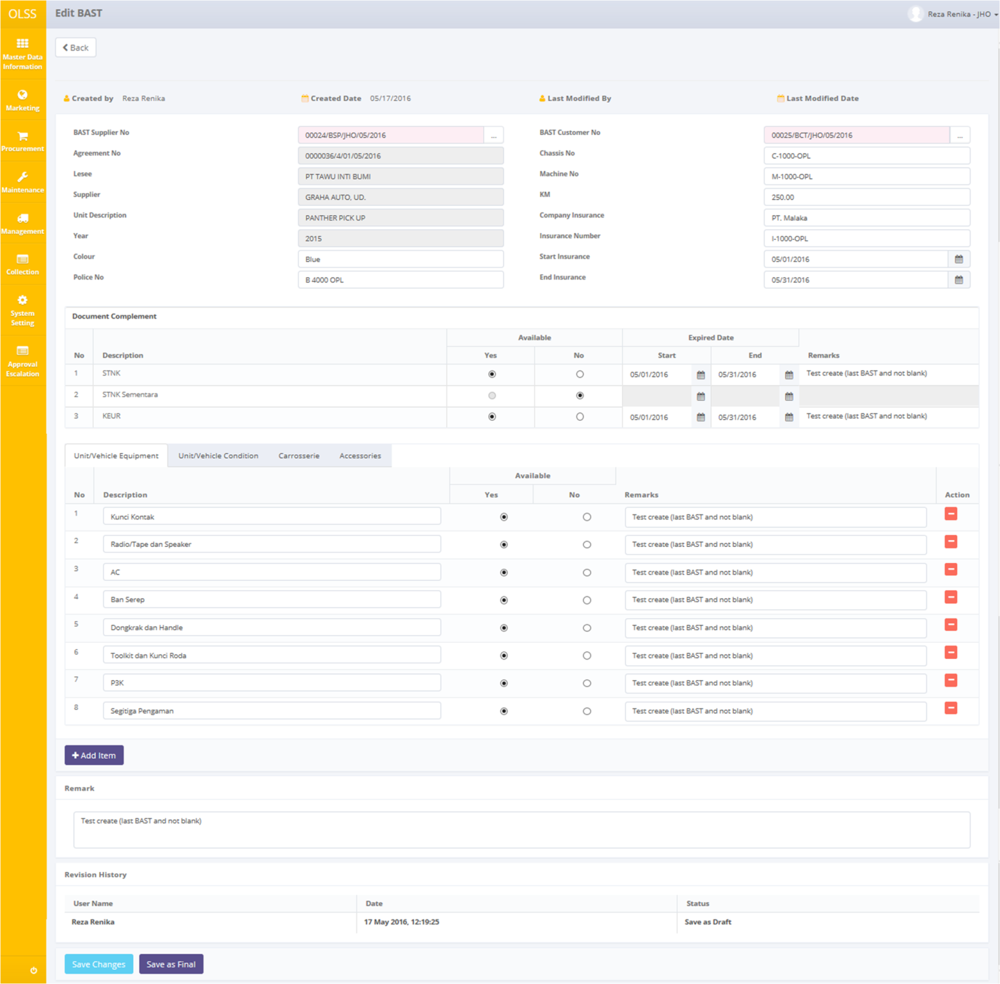 OLSS
Edit BAST
Reza Renika - JHO
Master Data
Information
Marketing
Procurement
Maintenance
Management
Collection
System
Setting
Approval
Escalation
Back
Created by Reza Renika Created Date 05/17/2016 Last Modified By Last Modified Date
BAST Supplier No 00024/BSP/JHO/05/2016 ... BAST Customer No 00025/BCT/JHO/05/2016 ...
Agreement No 0000036/4/01/05/2016 Chassis No C-1000-OPL
Lesee PT TAWU INTI BUMI Machine No M-1000-OPL
Supplier GRAHA AUTO, UD. KM 250.00
Unit Description PANTHER PICK UP Company Insurance PT. Malaka
Year 2015 Insurance Number I-1000-OPL
Colour Blue Start Insurance 05/01/2016
Police No B 4000 OPL End Insurance 05/31/2016
Document Complement
Available Expired Date
No Description Yes No Start End Remarks
1 STNK 05/01/2016 05/31/2016 Test create (last BAST and not blank)
2 STNK Sementara
3 KEUR 05/01/2016 05/31/2016 Test create (last BAST and not blank)
Unit/Vehicle Equipment Unit/Vehicle Condition Carrosserie Accessories
Available
No Description Yes No Remarks Action
1 Kunci Kontak Test create (last BAST and not blank)
2 Radio/Tape dan Speaker Test create (last BAST and not blank)
3 AC Test create (last BAST and not blank)
4 Ban Serep Test create (last BAST and not blank)
5 Dongkrak dan Handle Test create (last BAST and not blank)
6 Toolkit dan Kunci Roda Test create (last BAST and not blank)
7 P3K Test create (last BAST and not blank)
8 Segitiga Pengaman Test create (last BAST and not blank)
+ Add Item
Remark
Test create (last BAST and not blank)
Revision History
User Name Date Status
Reza Renika 17 May 2016, 12:19:25 Save as Draft
Save Changes Save as Final